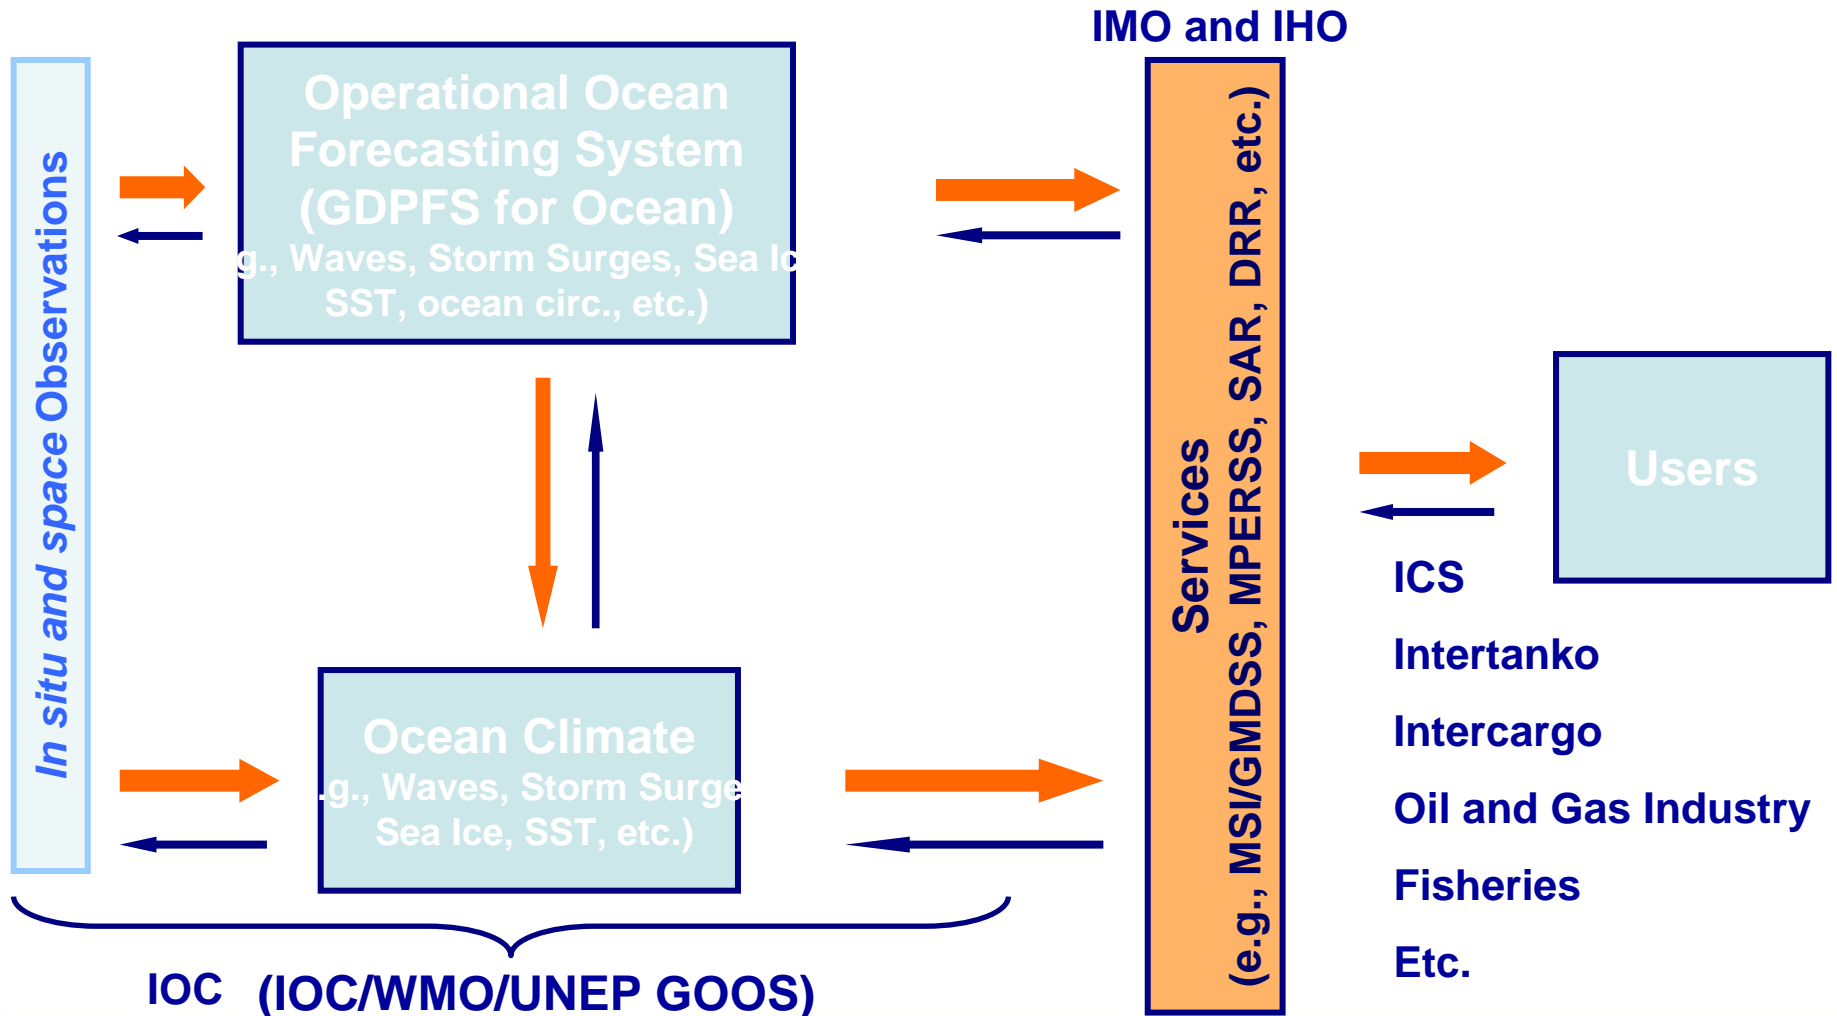 IMO and IHO
In situ and space Observations
Operational Ocean
Forecasting System
(GDPFS for Ocean)
g., Waves, Storm Surges, Sea Ic
SST, ocean circ., etc.)
Ocean Climate
.g., Waves, Storm Surge
Sea Ice, SST, etc.)
Services
(e.g., MSI/GMDSS, MPERSS, SAR, DRR, etc.)
Users
ICS
Intertanko
Intercargo
Oil and Gas Industry
Fisheries
Etc.
IOC (IOC/WMO/UNEP GOOS)